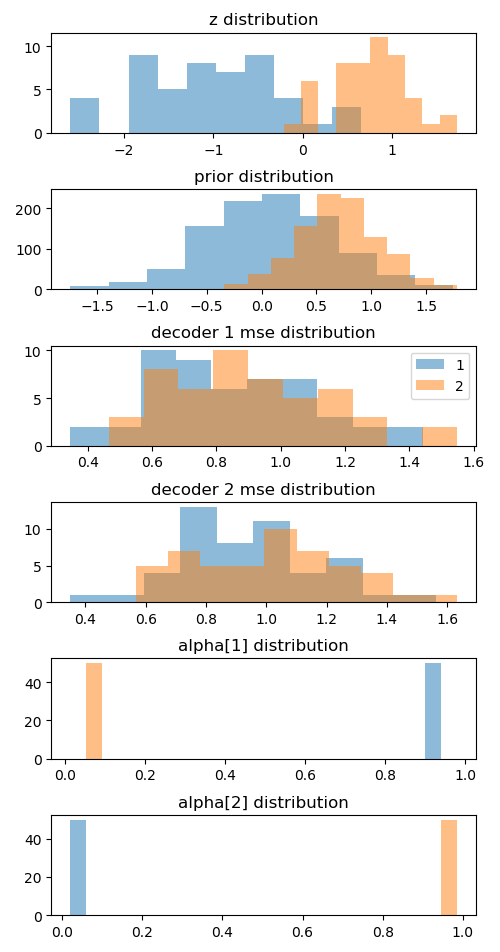 z distribution
10
5
0
−2 −1 0 1
prior distribution
200
100
0
−1.5 −1.0 −0.5 0.0 0.5 1.0 1.5
decoder 1 mse distribution
10
5
0
1
2
0.4 0.6 0.8 1.0 1.2 1.4 1.6
decoder 2 mse distribution
10
5
0
0.4 0.6 0.8 1.0 1.2 1.4 1.6
alpha[1] distribution
40
20
0
0.0 0.2 0.4 0.6 0.8 1.0
alpha[2] distribution
40
20
0
0.0 0.2 0.4 0.6 0.8 1.0